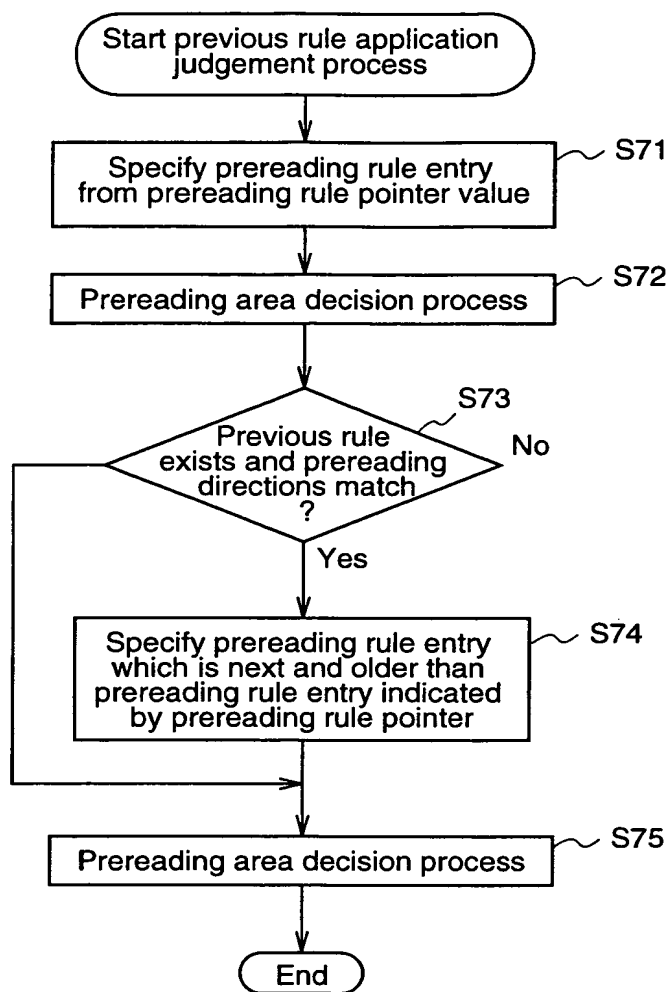 Start previous rule application
judgement process
S71
Specify prereading rule entry
from prereading rule pointer value
S72
Prereading area decision process
S73
Previous rule
exists and prereading
directions match
?
No
Yes
S74
Specify prereading rule entry
which is next and older than
prereading rule entry indicated
by prereading rule pointer
S75
Prereading area decision process
End